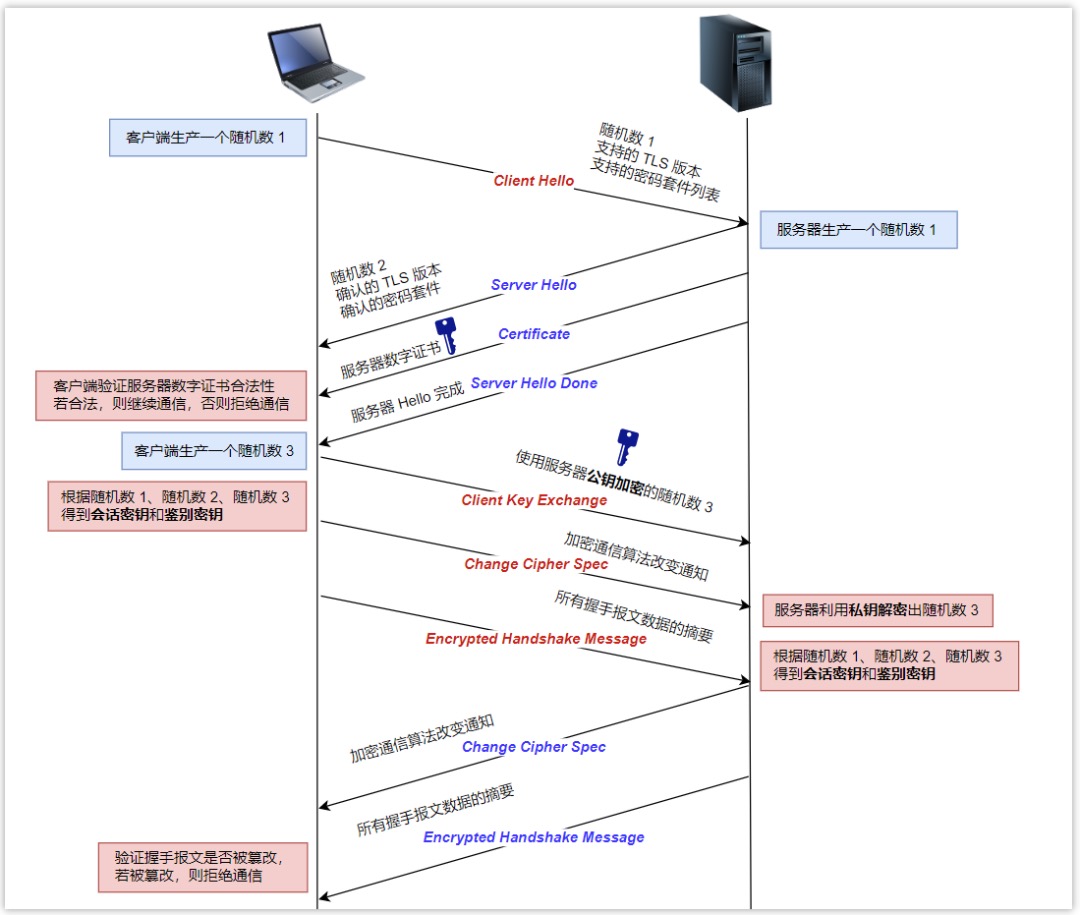 客户端生产一个随机数 1
随机数 1
支持的 TLS 版本
支持的密码套件列表
Client Hello
服务器生产一个随机数 1
随机数 2
确认的 TLS 版本
确认的密码套件
Server Hello
Certificate
服务器数字证书
客户端验证服务器数字证书合法性
若合法，则继续通信，否则拒绝通信
Server Hello Done
服务器 Hello 完成
客户端生产一个随机数 3
使用服务器公钥加密的随机数 3
Client Key Exchange
根据随机数 1、随机数 2、随机数 3
得到会话密钥和鉴别密钥
加密通信算法改变通知
Change Cipher Spec
所有握手报文数据的摘要
服务器利用私钥解密出随机数 3
Encrypted Handshake Message
根据随机数 1、随机数 2、随机数 3
得到会话密钥和鉴别密钥
加密通信算法改变通知
Change Cipher Spec
所有握手报文数据的摘要
Encrypted Handshake Message
验证握手报文是否被篡改，
若被篡改，则拒绝通信